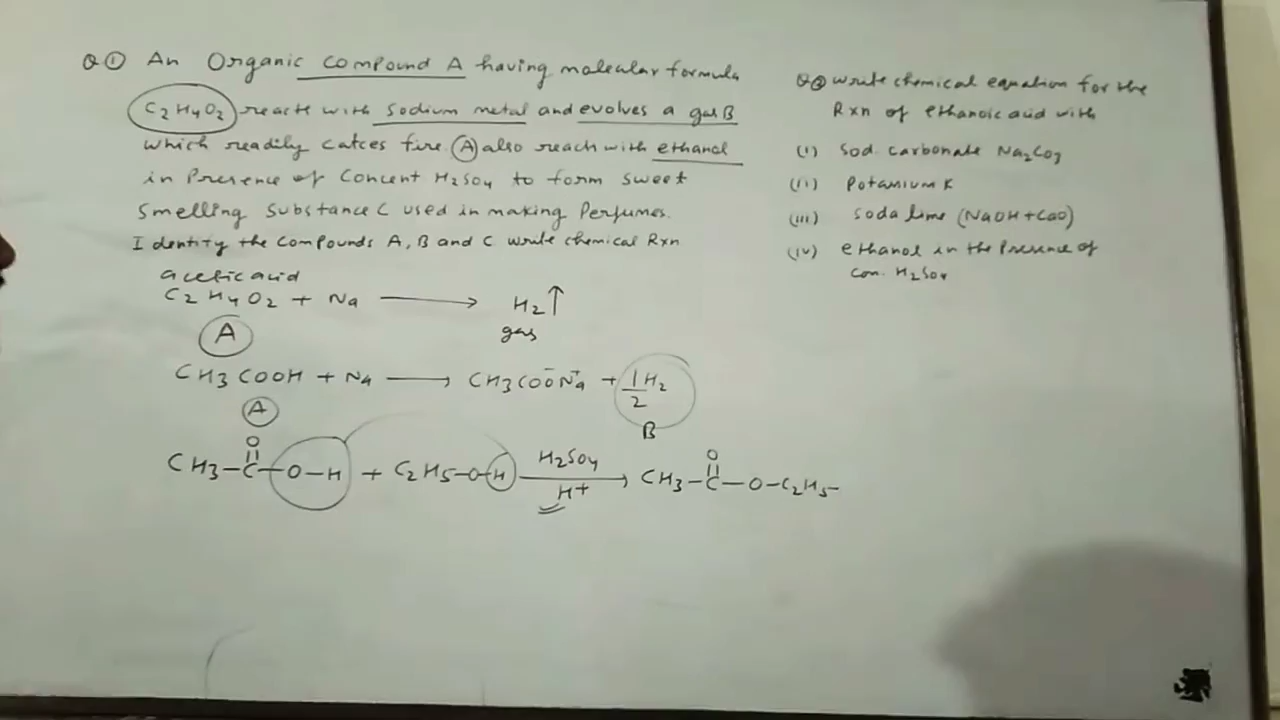 Q① An Organic compound A having molecular formula
C2H4O2 react with sodium metal and evolves a gas B
which readily catces fire. Ⓐ also reach with ethanol
in Presence of Concent H2SO4 to form sweet
smelling substance C used in making Perfumes.
Identity the compounds A, B and C write chemical Rxn
acetic acid
C2H4O2 + Na ⟶ H2↑
A gas
CH3COOH + Na ⟶ CH3COO⁻Na⁺ + 1/2 H2
A B
O O
CH3–C–O–H + C2H5–O–H H2SO4 ⟶ CH3–C–O–C2H5–
H+
Q② write chemical equation for the
Rxn of ethanoic acid with
(i) Sod. carbonate Na2CO3
(ii) Potassium K
(iii) Soda lime (NaOH+CaO)
(iv) ethanol in the Presence of
con. H2SO4